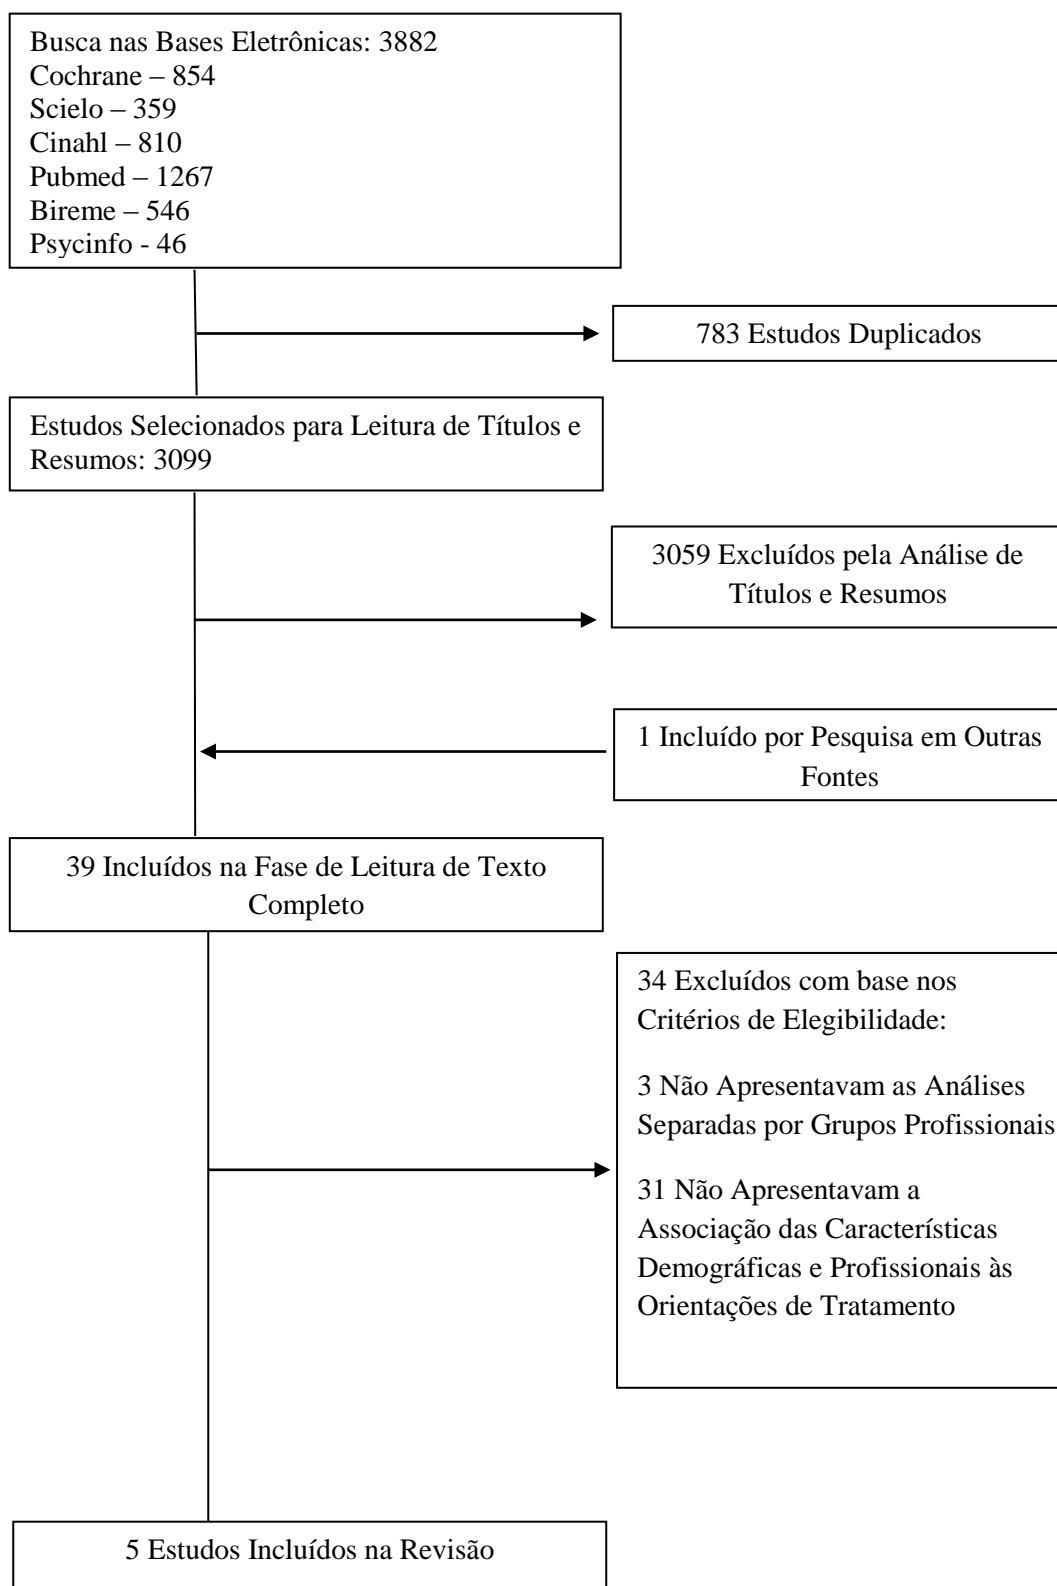 Busca nas Bases Eletrônicas: 3882
Cochrane – 854
Scielo – 359
Cinahl – 810
Pubmed – 1267
Bireme – 546
Psycinfo - 46
783 Estudos Duplicados
Estudos Selecionados para Leitura de Títulos e
Resumos: 3099
3059 Excluídos pela Análise de
Títulos e Resumos
1 Incluído por Pesquisa em Outras
Fontes
39 Incluídos na Fase de Leitura de Texto
Completo
34 Excluídos com base nos
Critérios de Elegibilidade:
3 Não Apresentavam as Análises
Separadas por Grupos Profissionais
31 Não Apresentavam a
Associação das Características
Demográficas e Profissionais às
Orientações de Tratamento
5 Estudos Incluídos na Revisão